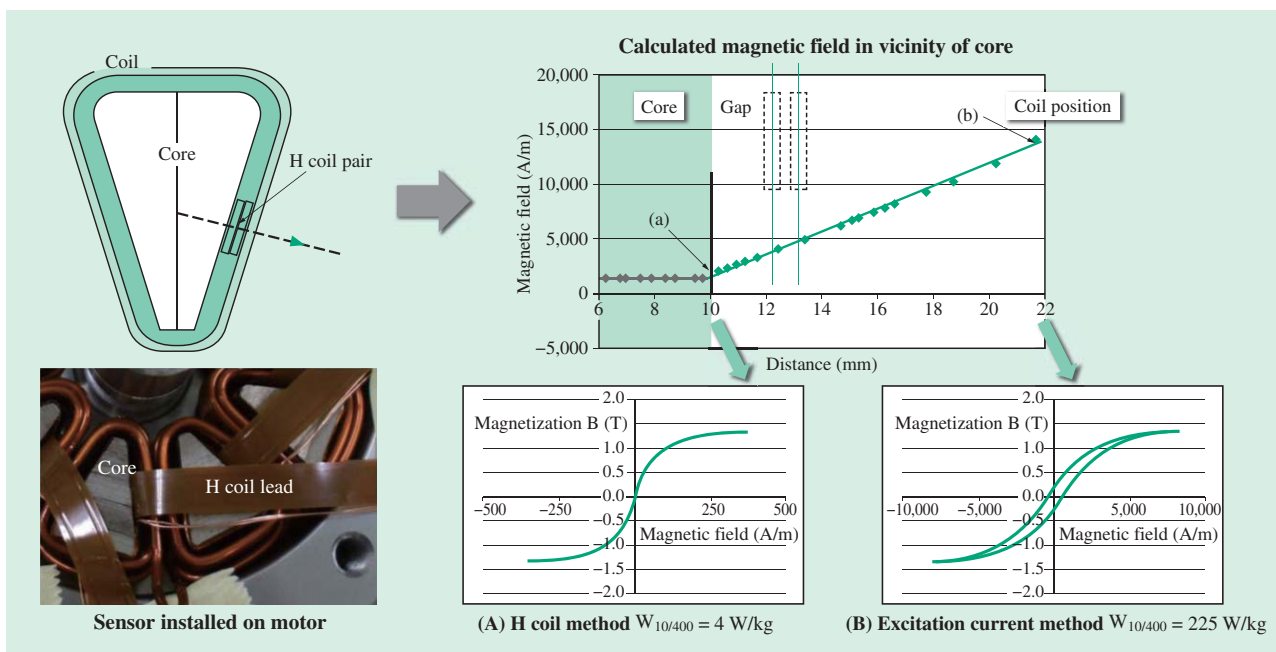 Coil
Core
H coil pair
Core
H coil lead
Sensor installed on motor
Calculated magnetic field in vicinity of core
Magnetic field (A/m)
20,000
15,000
10,000
5,000
0
−5,000
Core
Gap
Coil position
(a)
(b)
6 8 10 12 14 16 18 20 22
Distance (mm)
Magnetization B (T)
2.0
1.0
0.5
0.0
−0.5
−1.0
−1.5
−2.0
−500 −250 250 500
Magnetic field (A/m)
(A) H coil method W10/400 = 4 W/kg
Magnetization B (T)
2.0
1.0
0.5
0.0
−0.5
−1.0
−1.5
−2.0
−10,000 −5,000 5,000 10,000
Magnetic field (A/m)
(B) Excitation current method W10/400 = 225 W/kg